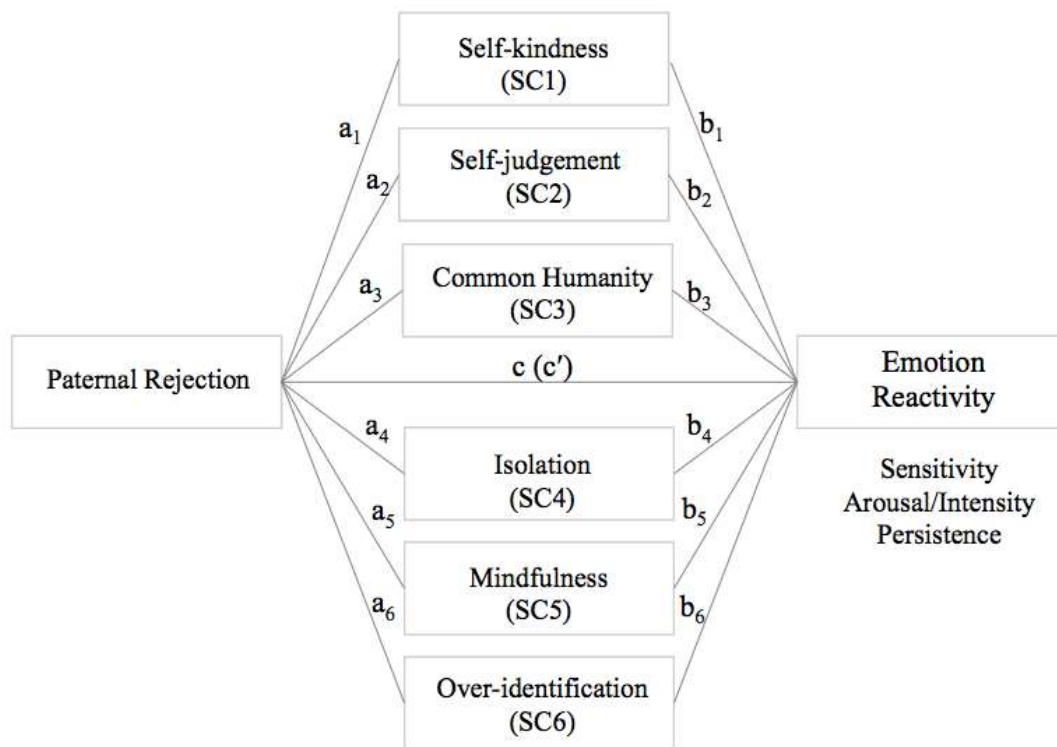 Self-kindness
(SC1)
a₁
b₁
Self-judgement
(SC2)
a₂
b₂
Common Humanity
(SC3)
a₃
b₃
Paternal Rejection
c (c′)
Emotion
Reactivity
a₄
b₄
Isolation
(SC4)
Sensitivity
Arousal/Intensity
Persistence
a₅
b₅
Mindfulness
(SC5)
a₆
b₆
Over-identification
(SC6)